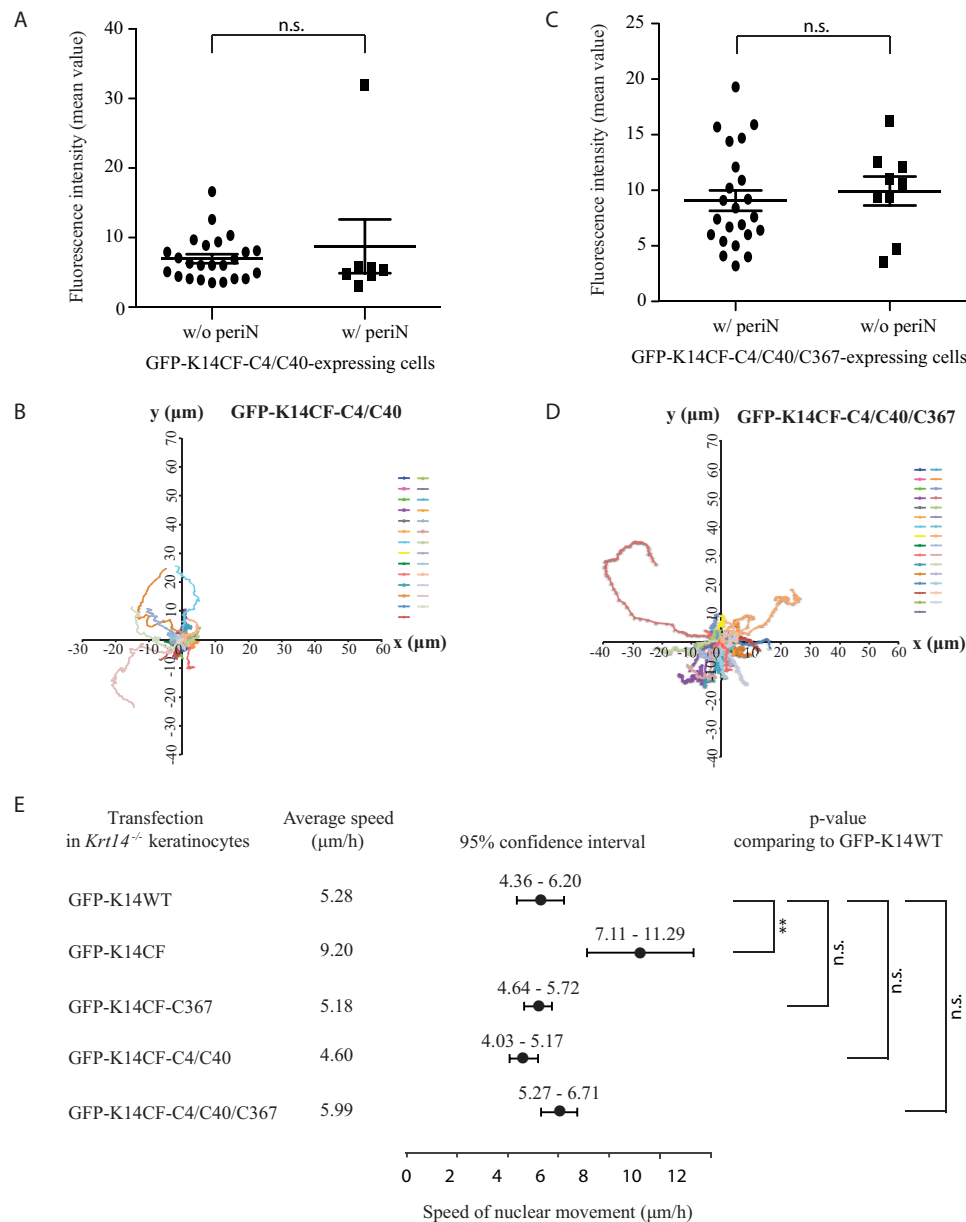 A
n.s.
Fluorescence intensity (mean value)
40
30
20
10
0
w/o periN
w/ periN
GFP-K14CF-C4/C40-expressing cells
C
n.s.
Fluorescence intensity (mean value)
25
20
15
10
5
0
w/ periN
w/o periN
GFP-K14CF-C4/C40/C367-expressing cells
B
y (µm)
GFP-K14CF-C4/C40
70
60
50
40
30
20
10
0
-10
-20
-30
-40
-30 -20 -10 0 10 20 30 40 50 60
x (µm)
D
y (µm)
GFP-K14CF-C4/C40/C367
70
60
50
40
30
20
10
0
-10
-20
-30
-40
-40 -30 -20 -10 0 10 20 30 40 50 60
x (µm)
E
Transfection
in Krt14-/- keratinocytes
Average speed
(µm/h)
95% confidence interval
p-value
comparing to GFP-K14WT
GFP-K14WT 5.28 4.36 - 6.20
GFP-K14CF 9.20 7.11 - 11.29
**
GFP-K14CF-C367 5.18 4.64 - 5.72
n.s.
GFP-K14CF-C4/C40 4.60 4.03 - 5.17
n.s.
GFP-K14CF-C4/C40/C367 5.99 5.27 - 6.71
n.s.
0 2 4 6 8 10 12
Speed of nuclear movement (µm/h)